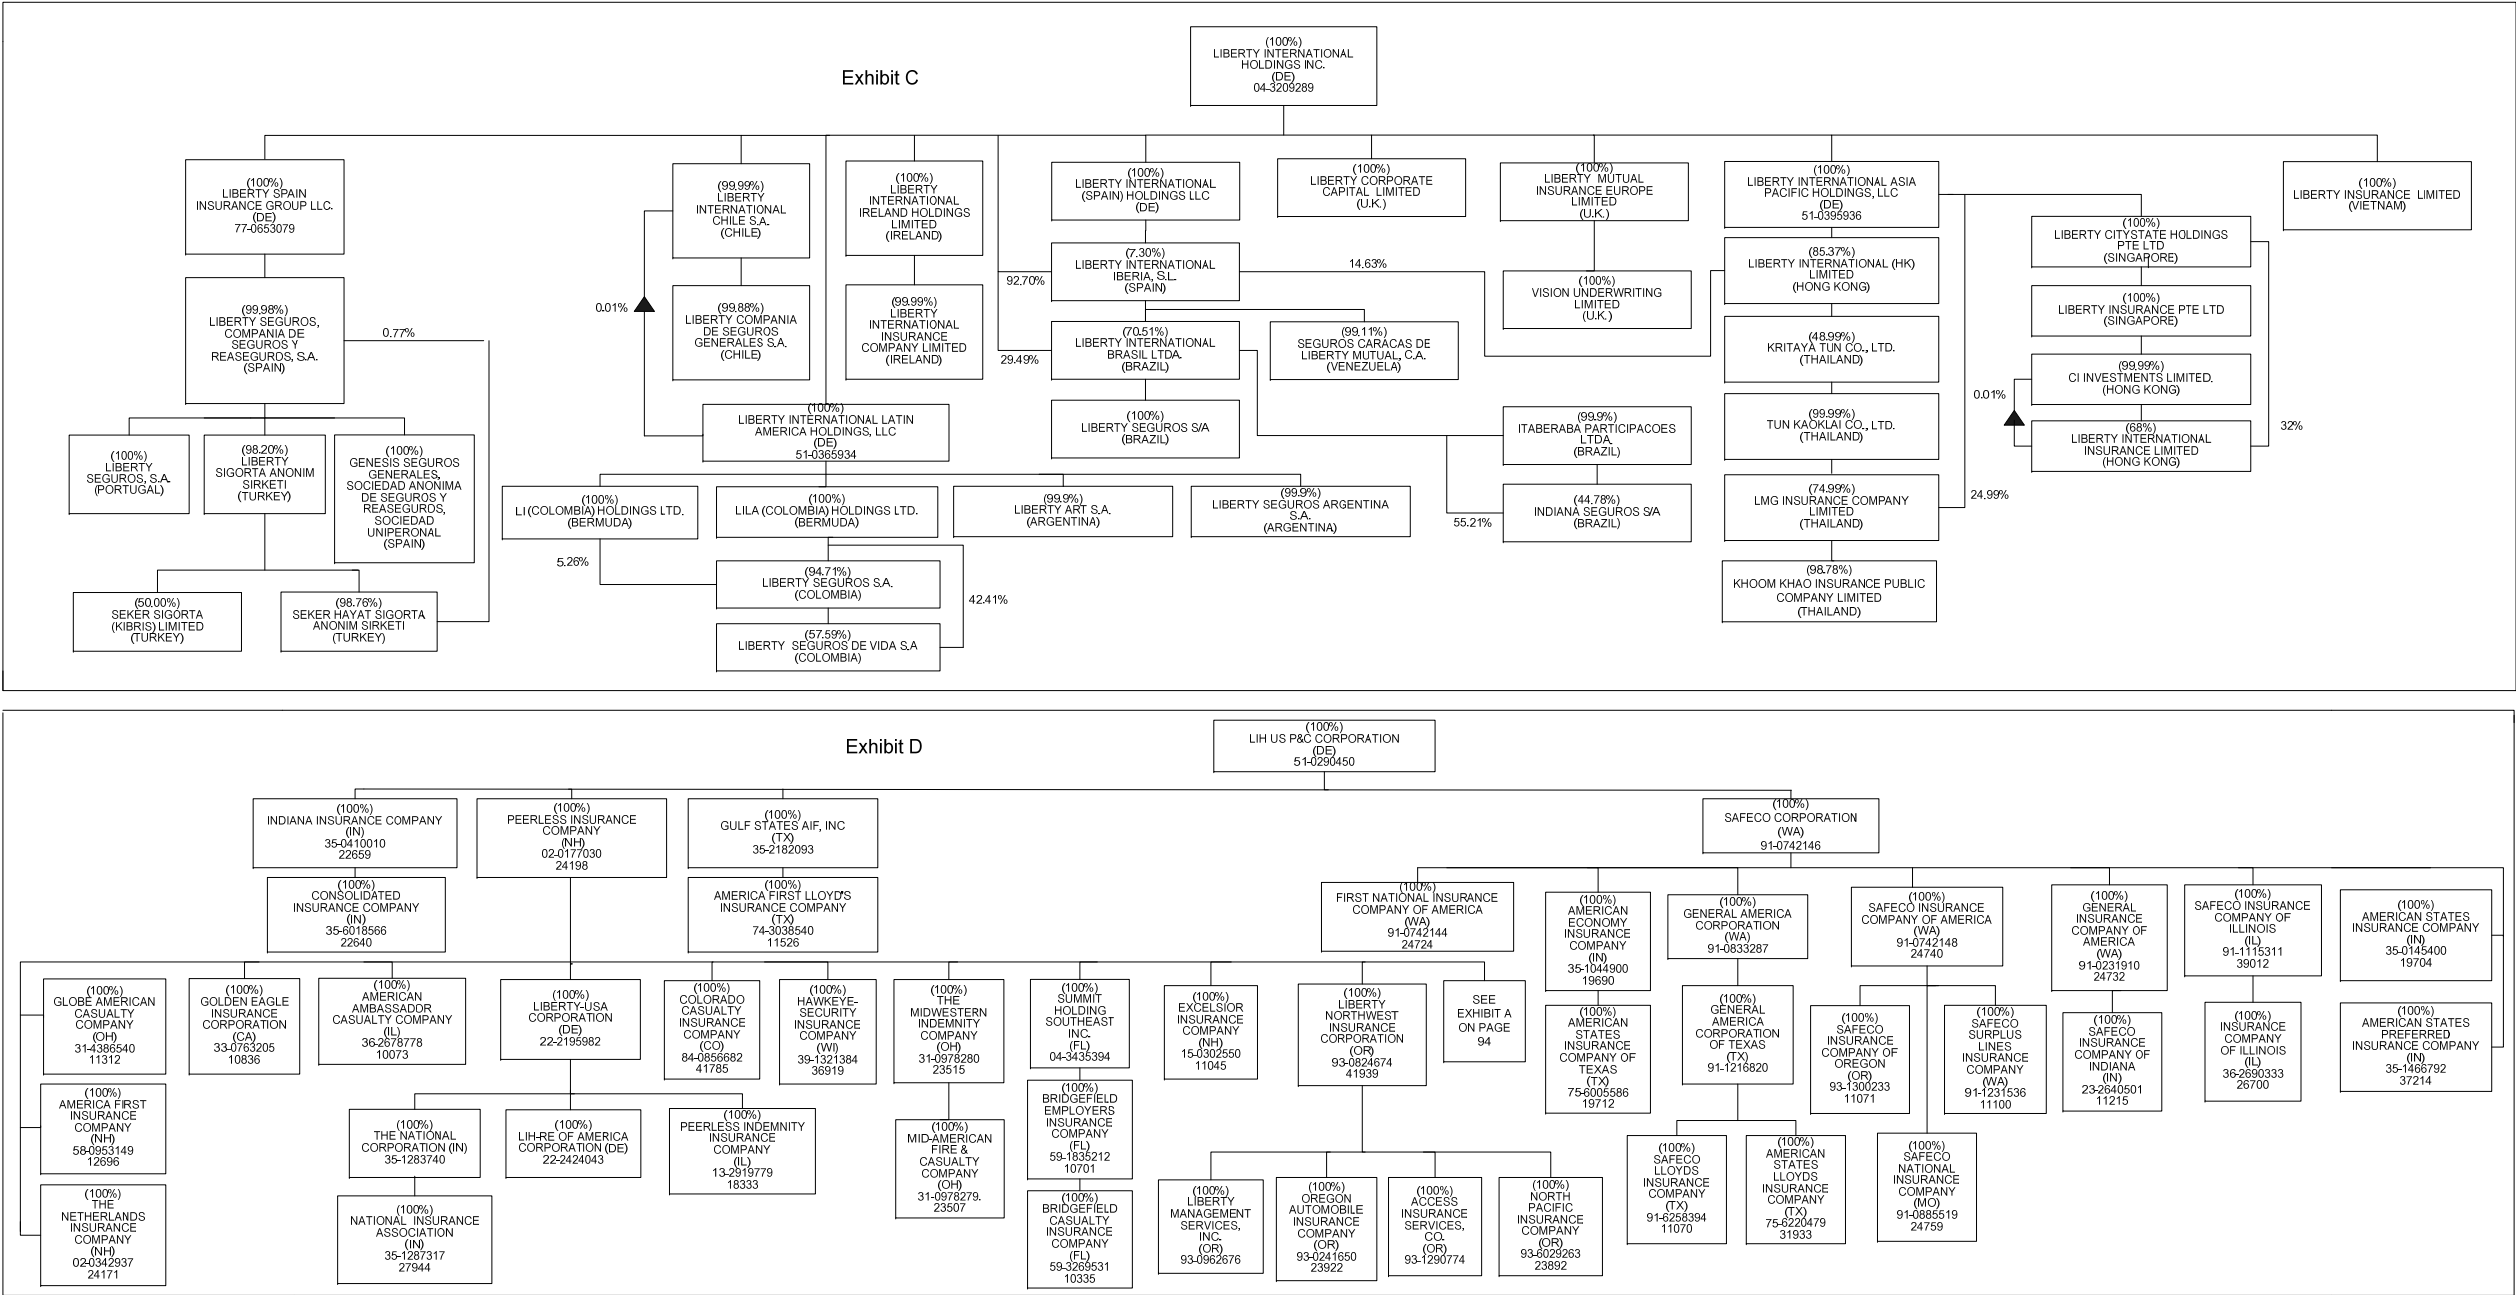 Exhibit C
(100%)
LIBERTY INTERNATIONAL
HOLDINGS INC.
(DE)
04-3209289
(100%)
LIBERTY SPAIN
INSURANCE GROUP LLC.
(DE)
77-0653079
(99.98%)
LIBERTY SEGUROS,
COMPANIA DE
SEGUROS Y
REASEGUROS, S.A.
(SPAIN)
0.77%
(100%)
LIBERTY
SEGUROS, S.A.
(PORTUGAL)
(98.20%)
LIBERTY
SIGORTA ANONIM
SIRKETI
(TURKEY)
(100%)
GENESIS SEGUROS
GENERALES,
SOCIEDAD ANONIMA
DE SEGUROS Y
REASEGUROS,
SOCIEDAD
UNIPERONAL
(SPAIN)
(50.00%)
SEKER SIGORTA
(KIBRIS) LIMITED
(TURKEY)
(98.76%)
SEKER HAYAT SIGORTA
ANONIM SIRKETI
(TURKEY)
(99.99%)
LIBERTY
INTERNATIONAL
CHILE S.A.
(CHILE)
0.01%
(99.88%)
LIBERTY COMPANIA
DE SEGUROS
GENERALES S.A.
(CHILE)
(100%)
LIBERTY
INTERNATIONAL
IRELAND HOLDINGS
LIMITED
(IRELAND)
(99.99%)
LIBERTY
INTERNATIONAL
INSURANCE
COMPANY LIMITED
(IRELAND)
(100%)
LIBERTY INTERNATIONAL LATIN
AMERICA HOLDINGS, LLC
(DE)
51-0365934
(100%)
LI (COLOMBIA) HOLDINGS LTD.
(BERMUDA)
(100%)
LILA (COLOMBIA) HOLDINGS LTD.
(BERMUDA)
(99.9%)
LIBERTY ART S.A.
(ARGENTINA)
(99.9%)
LIBERTY SEGUROS ARGENTINA
S.A.
(ARGENTINA)
5.26%
(94.71%)
LIBERTY SEGUROS S.A.
(COLOMBIA)
42.41%
(57.59%)
LIBERTY SEGUROS DE VIDA S.A
(COLOMBIA)
(100%)
LIBERTY INTERNATIONAL
(SPAIN) HOLDINGS LLC
(DE)
92.70%
(7.30%)
LIBERTY INTERNATIONAL
IBERIA, S.L.
(SPAIN)
14.63%
29.49%
(70.51%)
LIBERTY INTERNATIONAL
BRASIL LTDA.
(BRAZIL)
(99.11%)
SEGUROS CARACAS DE
LIBERTY MUTUAL, C.A.
(VENEZUELA)
(100%)
LIBERTY SEGUROS S/A
(BRAZIL)
(100%)
LIBERTY CORPORATE
CAPITAL LIMITED
(U.K.)
(100%)
LIBERTY MUTUAL
INSURANCE EUROPE
LIMITED
(U.K.)
(100%)
VISION UNDERWRITING
LIMITED
(U.K.)
(99.9%)
ITABERABA PARTICIPACOES
LTDA.
(BRAZIL)
55.21%
(44.78%)
INDIANA SEGUROS S/A
(BRAZIL)
(100%)
LIBERTY INTERNATIONAL ASIA
PACIFIC HOLDINGS, LLC
(DE)
51-0395936
(85.37%)
LIBERTY INTERNATIONAL (HK)
LIMITED
(HONG KONG)
(48.99%)
KRITAYA TUN CO., LTD.
(THAILAND)
(99.99%)
TUN KAOKLAI CO., LTD.
(THAILAND)
(74.99%)
LMG INSURANCE COMPANY
LIMITED
(THAILAND)
24.99%
(98.78%)
KHOOM KHAO INSURANCE PUBLIC
COMPANY LIMITED
(THAILAND)
(100%)
LIBERTY CITYSTATE HOLDINGS
PTE LTD
(SINGAPORE)
(100%)
LIBERTY INSURANCE PTE LTD
(SINGAPORE)
(99.99%)
CI INVESTMENTS LIMITED.
(HONG KONG)
0.01%
(68%)
LIBERTY INTERNATIONAL
INSURANCE LIMITED
(HONG KONG)
32%
(100%)
LIBERTY INSURANCE LIMITED
(VIETNAM)
Exhibit D
(100%)
LIH US P&C CORPORATION
(DE)
51-0290450
(100%)
INDIANA INSURANCE COMPANY
(IN)
35-0410010
22659
(100%)
CONSOLIDATED
INSURANCE COMPANY
(IN)
35-6018566
22640
(100%)
PEERLESS INSURANCE
COMPANY
(NH)
02-0177030
24198
(100%)
GULF STATES AIF, INC
(TX)
35-2182093
(100%)
AMERICA FIRST LLOYD'S
INSURANCE COMPANY
(TX)
74-3038540
11526
(100%)
SAFECO CORPORATION
(WA)
91-0742146
(100%)
GLOBE AMERICAN
CASUALTY
COMPANY
(OH)
31-4386540
11312
(100%)
AMERICA FIRST
INSURANCE
COMPANY
(NH)
58-0953149
12696
(100%)
THE
NETHERLANDS
INSURANCE
COMPANY
(NH)
02-0342937
24171
(100%)
GOLDEN EAGLE
INSURANCE
CORPORATION
(CA)
33-0763205
10836
(100%)
AMERICAN
AMBASSADOR
CASUALTY COMPANY
(IL)
36-2678778
10073
(100%)
LIBERTY-USA
CORPORATION
(DE)
22-2195982
(100%)
THE NATIONAL
CORPORATION (IN)
35-1283740
(100%)
NATIONAL INSURANCE
ASSOCIATION
(IN)
35-1287317
27944
(100%)
LIH-RE OF AMERICA
CORPORATION (DE)
22-2424043
(100%)
PEERLESS INDEMNITY
INSURANCE
COMPANY
(IL)
13-2919779
18333
(100%)
COLORADO
CASUALTY
INSURANCE
COMPANY
(CO)
84-0856682
41785
(100%)
HAWKEYE-
SECURITY
INSURANCE
COMPANY
(WI)
39-1321384
36919
(100%)
THE
MIDWESTERN
INDEMNITY
COMPANY
(OH)
31-0978280
23515
(100%)
MID-AMERICAN
FIRE &
CASUALTY
COMPANY
(OH)
31-0978279.
23507
(100%)
SUMMIT
HOLDING
SOUTHEAST
INC.
(FL)
04-3435394
(100%)
BRIDGEFIELD
EMPLOYERS
INSURANCE
COMPANY
(FL)
59-1835212
10701
(100%)
BRIDGEFIELD
CASUALTY
INSURANCE
COMPANY
(FL)
59-3269531
10335
(100%)
EXCELSIOR
INSURANCE
COMPANY
(NH)
15-0302550
11045
(100%)
LIBERTY
NORTHWEST
INSURANCE
CORPORATION
(OR)
93-0824674
41939
SEE
EXHIBIT A
ON PAGE
94
(100%)
LIBERTY
MANAGEMENT
SERVICES,
INC.
(OR)
93-0962676
(100%)
OREGON
AUTOMOBILE
INSURANCE
COMPANY
(OR)
93-0241650
23922
(100%)
ACCESS
INSURANCE
SERVICES,
CO.
(OR)
93-1290774
(100%)
NORTH
PACIFIC
INSURANCE
COMPANY
(OR)
93-6029263
23892
(100%)
FIRST NATIONAL INSURANCE
COMPANY OF AMERICA
(WA)
91-0742144
24724
(100%)
AMERICAN
ECONOMY
INSURANCE
COMPANY
(IN)
35-1044900
19690
(100%)
AMERICAN
STATES
INSURANCE
COMPANY OF
TEXAS
(TX)
75-6005586
19712
(100%)
GENERAL AMERICA
CORPORATION
(WA)
91-0833287
(100%)
GENERAL
AMERICA
CORPORATION
OF TEXAS
(TX)
91-1216820
(100%)
SAFECO
LLOYDS
INSURANCE
COMPANY
(TX)
91-6258394
11070
(100%)
AMERICAN
STATES
LLOYDS
INSURANCE
COMPANY
(TX)
75-6220479
31933
(100%)
SAFECO INSURANCE
COMPANY OF AMERICA
(WA)
91-0742148
24740
(100%)
SAFECO
INSURANCE
COMPANY OF
OREGON
(OR)
93-1300233
11071
(100%)
SAFECO
SURPLUS
LINES
INSURANCE
COMPANY
(WA)
91-1231536
11100
(100%)
SAFECO
NATIONAL
INSURANCE
COMPANY
(MO)
91-0885519
24759
(100%)
GENERAL
INSURANCE
COMPANY OF
AMERICA
(WA)
91-0231910
24732
(100%)
SAFECO
INSURANCE
COMPANY OF
INDIANA
(IN)
23-2640501
11215
(100%)
SAFECO INSURANCE
COMPANY OF
ILLINOIS
(IL)
91-1115311
39012
(100%)
INSURANCE
COMPANY
OF ILLINOIS
(IL)
36-2690333
26700
(100%)
AMERICAN STATES
INSURANCE COMPANY
(IN)
35-0145400
19704
(100%)
AMERICAN STATES
PREFERRED
INSURANCE COMPANY
(IN)
35-1466792
37214